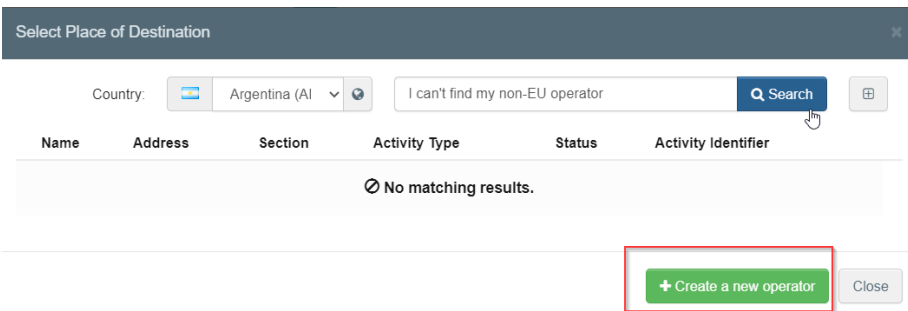 Select Place of Destination
Country: Argentina (AI I can't find my non-EU operator Search
Name Address Section Activity Type Status Activity Identifier
No matching results.
+ Create a new operator Close